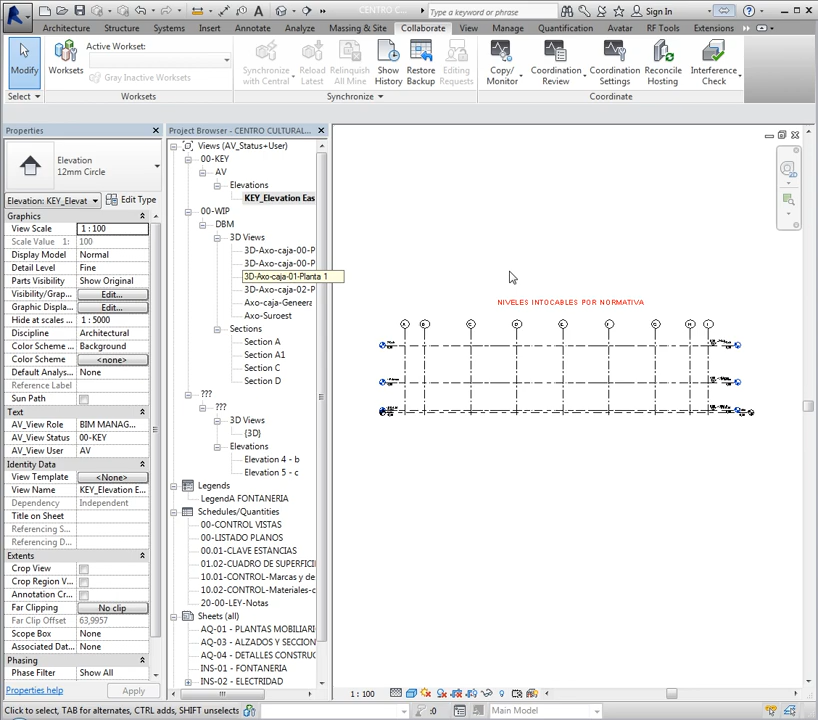 CENTRO C...
Type a keyword or phrase
Sign In
Architecture Structure Systems Insert Annotate Analyze Massing & Site Collaborate View Manage Quantification Avatar RF Tools Extensions
Active Workset:
Modify Worksets Gray Inactive Worksets
Synchronize with Central Reload Latest Relinquish All Mine Show History Restore Backup Editing Requests
Copy/ Monitor Coordination Review Coordination Settings Reconcile Hosting Interference Check
Select Worksets Synchronize Coordinate
Properties
Elevation
12mm Circle
Elevation: KEY_Elevat Edit Type
Graphics
View Scale 1 : 100
Scale Value 1: 100
Display Model Normal
Detail Level Fine
Parts Visibility Show Original
Visibility/Grap... Edit...
Graphic Displa... Edit...
Hide at scales ... 1 : 5000
Discipline Architectural
Color Scheme ... Background
Color Scheme <none>
Default Analys... None
Reference Label
Sun Path
Text
AV_View Role BIM MANAG...
AV_View Status 00-KEY
AV_View User AV
Identity Data
View Template <None>
View Name KEY_Elevation E...
Dependency Independent
Title on Sheet
Referencing S...
Referencing D...
Extents
Crop View
Crop Region V...
Annotation Cr...
Far Clipping No clip
Far Clip Offset 63,9957
Scope Box None
Associated Dat... None
Phasing
Phase Filter Show All
Properties help Apply
Project Browser - CENTRO CULTURAL...
Views (AV_Status+User)
00-KEY
AV
Elevations
KEY_Elevation Eas
00-WIP
DBM
3D Views
3D-Axo-caja-00-P
3D-Axo-caja-00-P
3D-Axo-caja-01-Planta 1
3D-Axo-caja-02-P
Axo-caja-Geenera
Axo-Suroest
Sections
Section A
Section A1
Section C
Section D
???
???
3D Views
{3D}
Elevations
Elevation 4 - b
Elevation 5 - c
Legends
LegendA FONTANERIA
Schedules/Quantities
00-CONTROL VISTAS
00-LISTADO PLANOS
00.01-CLAVE ESTANCIAS
01.02-CUADRO DE SUPERFICI
10.01-CONTROL-Marcas y de
10.02-CONTROL-Materiales-c
20-00-LEY-Notas
Sheets (all)
AQ-01 - PLANTAS MOBILIARI
AQ-03 - ALZADOS Y SECCION
AQ-04 - DETALLES CONSTRUC
INS-01 - FONTANERIA
INS-02 - ELECTRIDAD
2D
NIVELES INTOCABLES POR NORMATIVA
A B C D E F G H I
1 : 100
Click to select, TAB for alternates, CTRL adds, SHIFT unselects
:0
Main Model